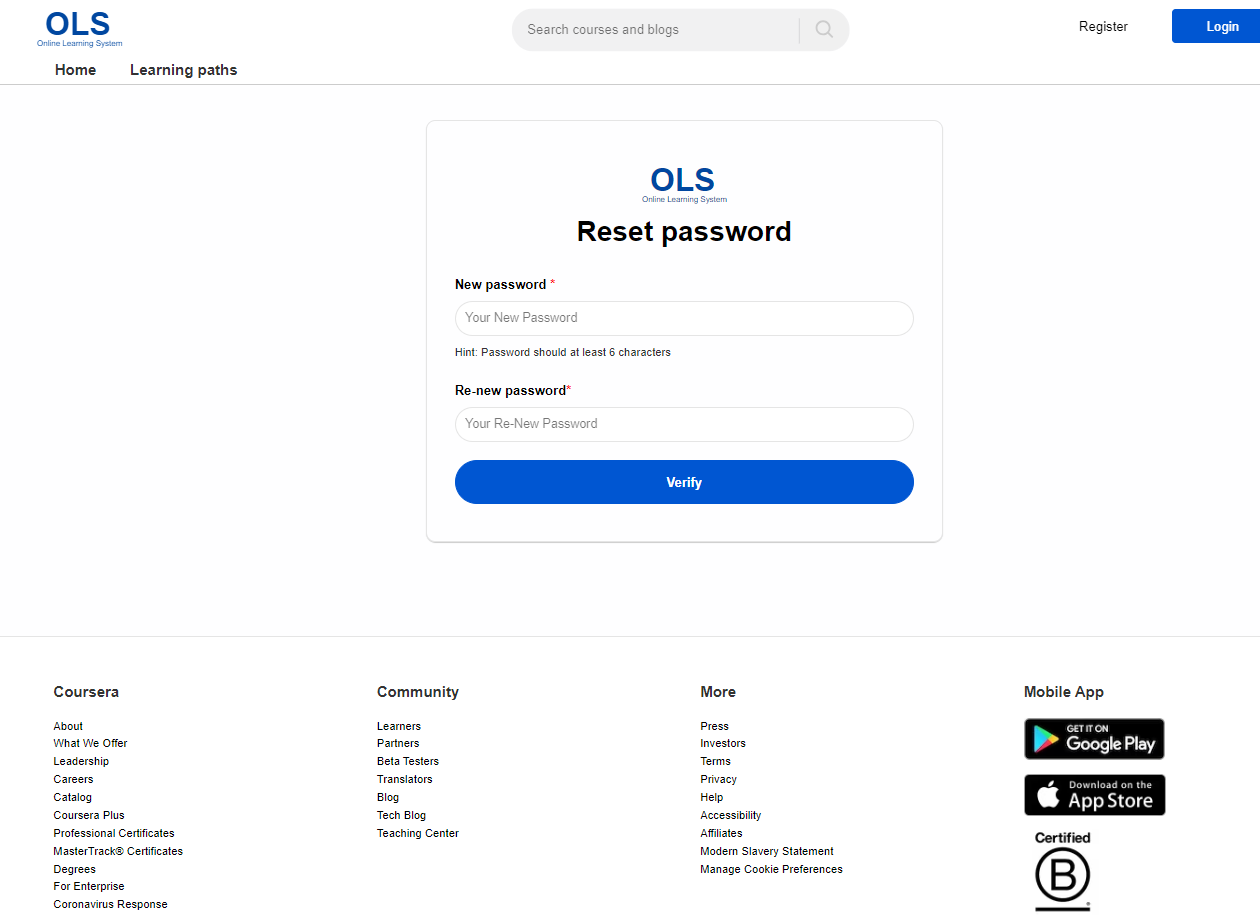 OLS
Online Learning System
Search courses and blogs
Register
Login
Home
Learning paths
OLS
Online Learning System
Reset password
New password *
Your New Password
Hint: Password should at least 6 characters
Re-new password*
Your Re-New Password
Verify
Coursera
About
What We Offer
Leadership
Careers
Catalog
Coursera Plus
Professional Certificates
MasterTrack® Certificates
Degrees
For Enterprise
Coronavirus Response
Community
Learners
Partners
Beta Testers
Translators
Blog
Tech Blog
Teaching Center
More
Press
Investors
Terms
Privacy
Help
Accessibility
Affiliates
Modern Slavery Statement
Manage Cookie Preferences
Mobile App
GET IT ON
Google Play
Download on the
App Store
Certified
B